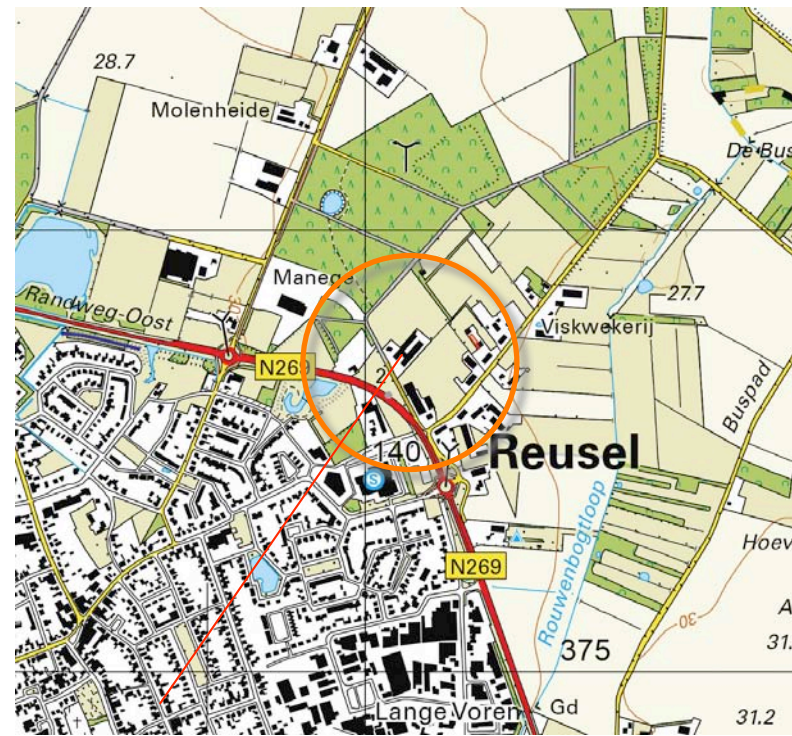 28.7
Molenheide
De Bus
Manege
27.7
Randweg-Oost
Viskwekerij
N269
2
Buspad
140
Reusel
S
Rouwenbogtloop
Hoev
N269
A
30
375
31.
Lange Voren
Gd
31.2